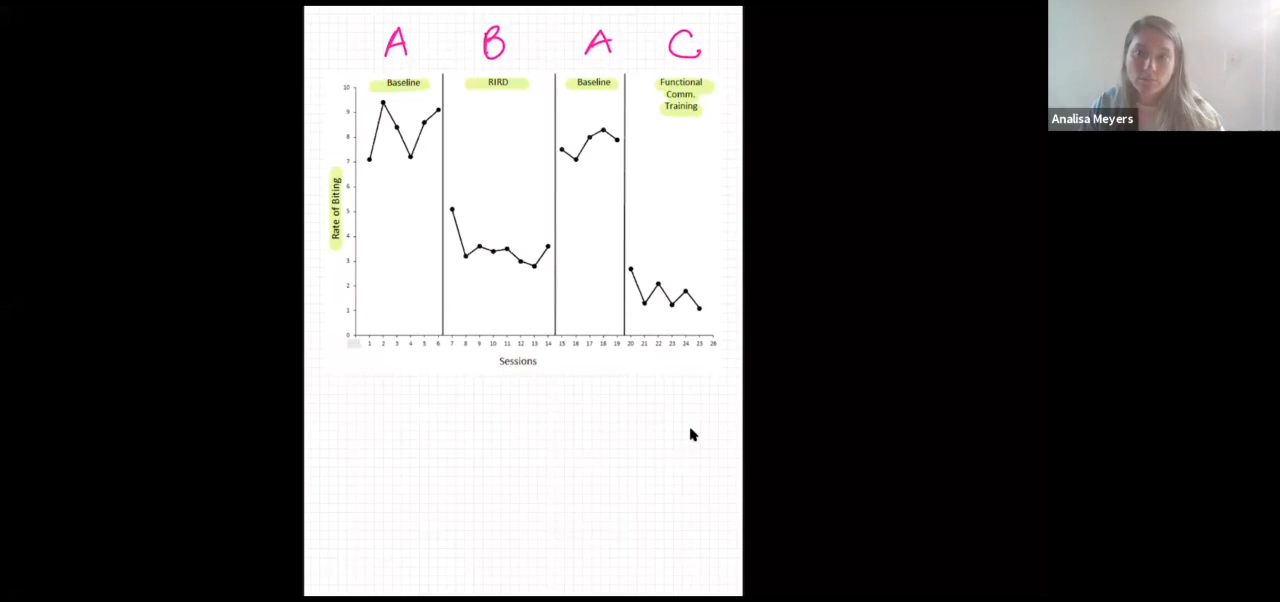 A B A C
Baseline RIRD Baseline Functional
Comm.
Training
10
9
8
7
6
5
4
3
2
1
0
Rate of Biting
1 2 3 4 5 6 7 8 9 10 11 12 13 14 15 16 17 18 19 20 21 22 23 24 25 26
Sessions
Analisa Meyers